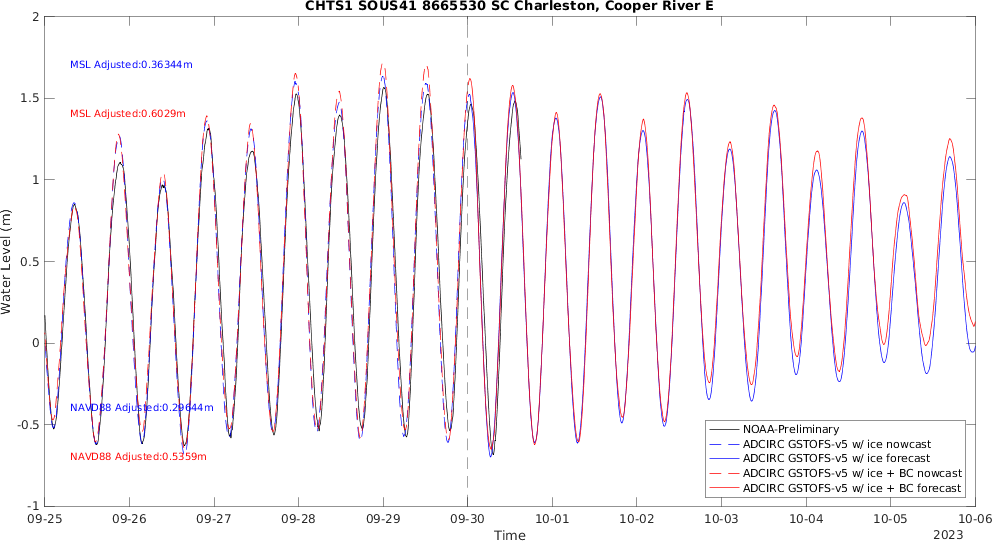 CHTS1 SOUS41 8665530 SC Charleston, Cooper River E
2
1.5
1
0.5
0
-0.5
-1
Water Level (m)
MSL Adjusted:0.36344m
MSL Adjusted:0.6029m
NAVD88 Adjusted:0.29644m
NAVD88 Adjusted:0.5359m
NOAA-Preliminary
ADCIRC GSTOFS-v5 w/ ice nowcast
ADCIRC GSTOFS-v5 w/ ice forecast
ADCIRC GSTOFS-v5 w/ ice + BC nowcast
ADCIRC GSTOFS-v5 w/ ice + BC forecast
09-25 09-26 09-27 09-28 09-29 09-30 10-01 10-02 10-03 10-04 10-05 10-06
Time
2023